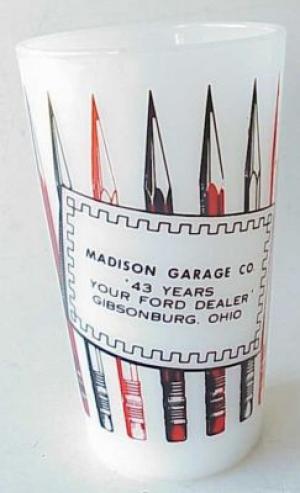 MADISON GARAGE CO.
'43 YEARS
YOUR FORD DEALER'
GIBSONBURG, OHIO